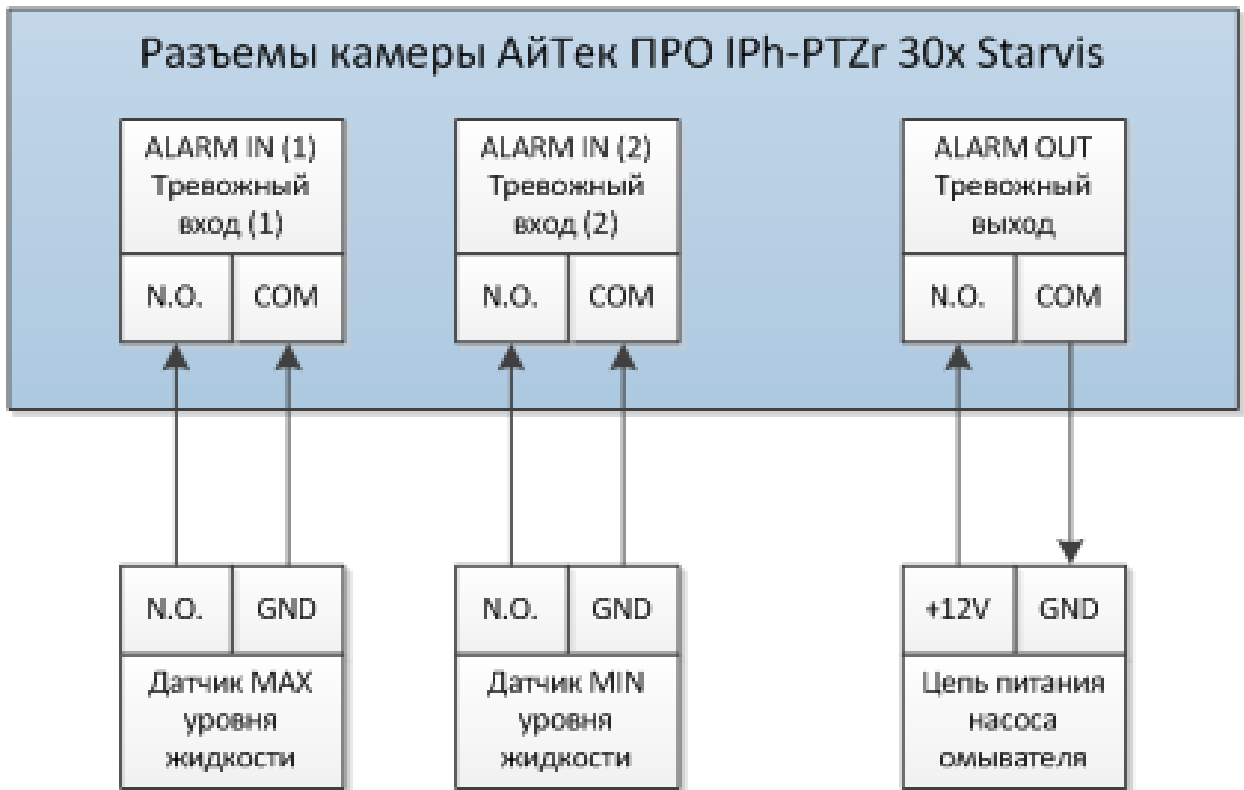 Разъемы камеры АйТек ПРО IPh-PTZr 30x Starvis
ALARM IN (1)
Тревожный
вход (1)
N.O.
COM
ALARM IN (2)
Тревожный
вход (2)
N.O.
COM
ALARM OUT
Тревожный
выход
N.O.
COM
N.O.
GND
Датчик MAX
уровня
жидкости
N.O.
GND
Датчик MIN
уровня
жидкости
+12V
GND
Цепь питания
насоса
омывателя